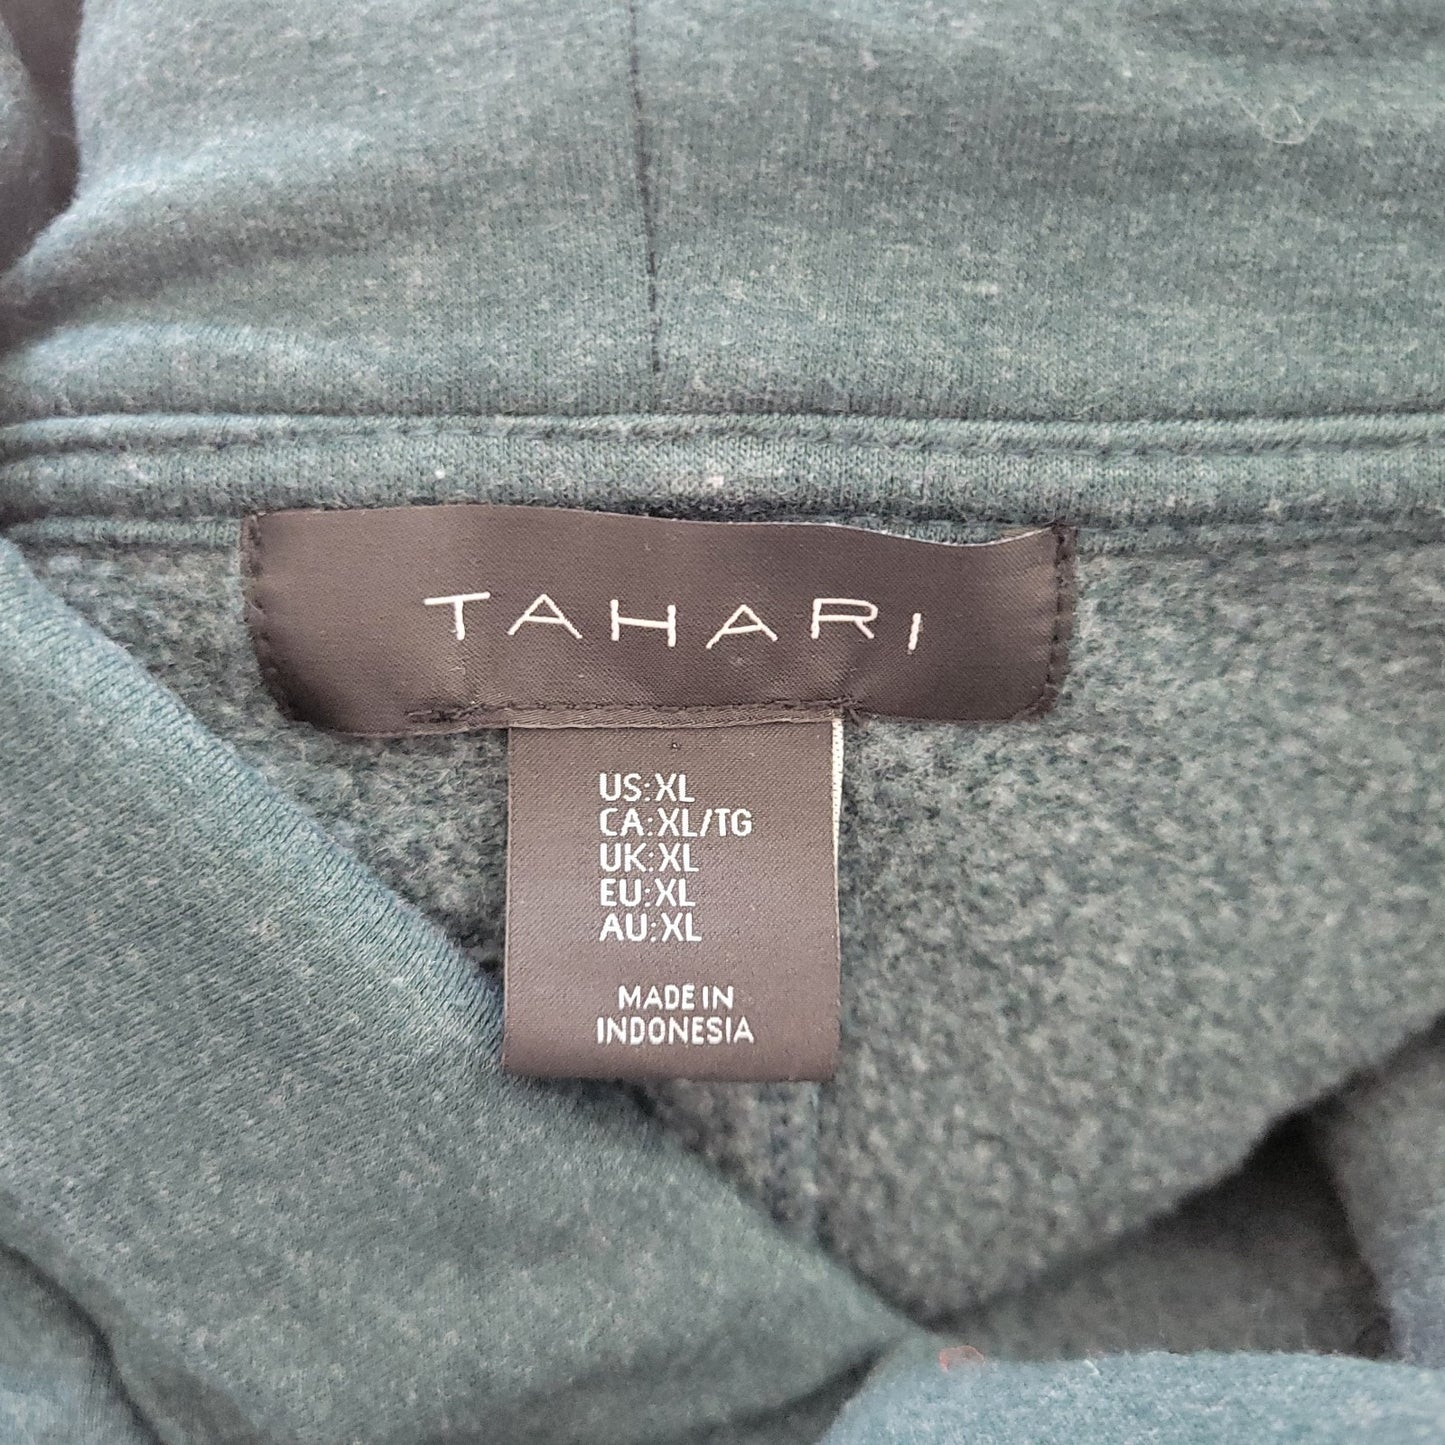 TAHARI
US:XL
CA:XL/TG
UK:XL
EU:XL
AU:XL
MADE IN
INDONESIA